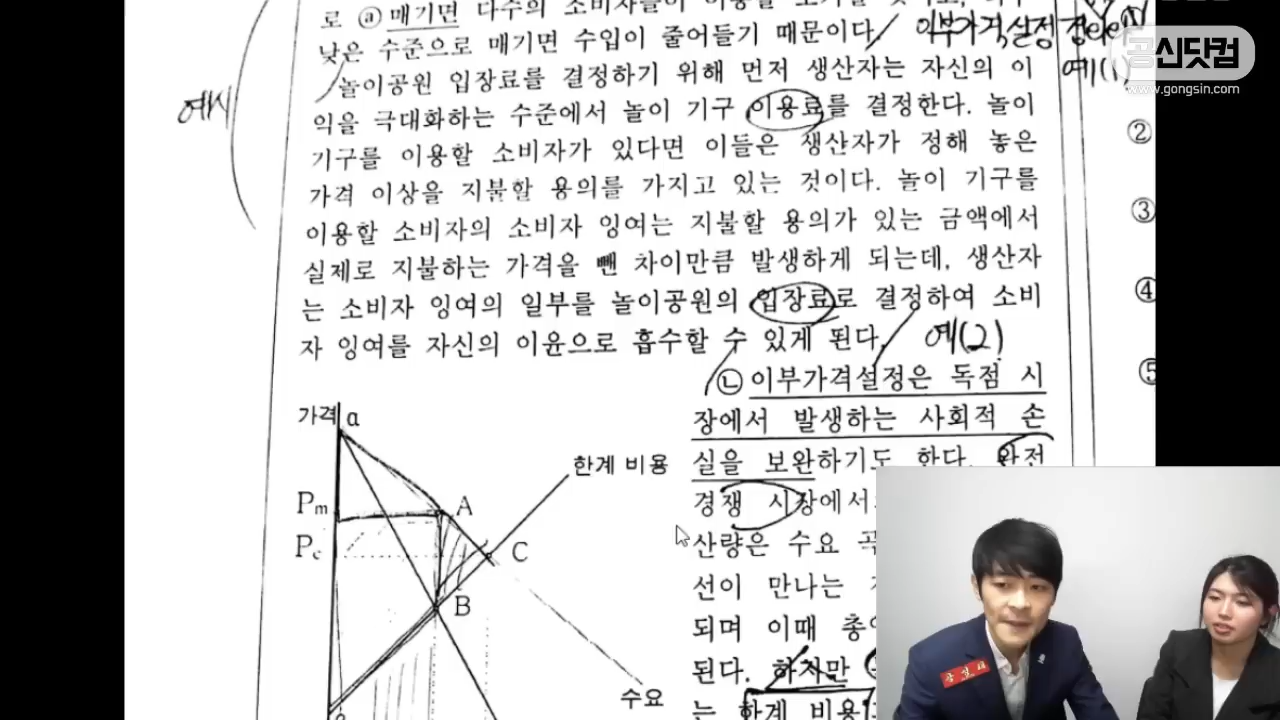 로 ⓐ 매기면 다수의 소비자들이
낮은 수준으로 매기면 수입이 줄어들기 때문이다
이부가격설정
놀이공원 입장료를 결정하기 위해 먼저 생산자는 자신의 이
예(1)
공신닷컴
www.gongsin.com
예시
익을 극대화하는 수준에서 놀이 기구 이용료를 결정한다. 놀이
기구를 이용할 소비자가 있다면 이들은 생산자가 정해 놓은
가격 이상을 지불할 용의를 가지고 있는 것이다. 놀이 기구를
이용할 소비자의 소비자 잉여는 지불할 용의가 있는 금액에서
실제로 지불하는 가격을 뺀 차이만큼 발생하게 되는데, 생산자
는 소비자 잉여의 일부를 놀이공원의 입장료로 결정하여 소비
자 잉여를 자신의 이윤으로 흡수할 수 있게 된다.
예(2)
②
③
④
⑤
㉡ 이부가격설정은 독점 시
장에서 발생하는 사회적 손
실을 보완하기도 한다. 완전
경쟁 시장에서
산량은 수요
선이 만나는
되며 이때
된다. 하지만
는 한계 비용
가격
a
한계 비용
Pm
A
Pc
C
B
수요